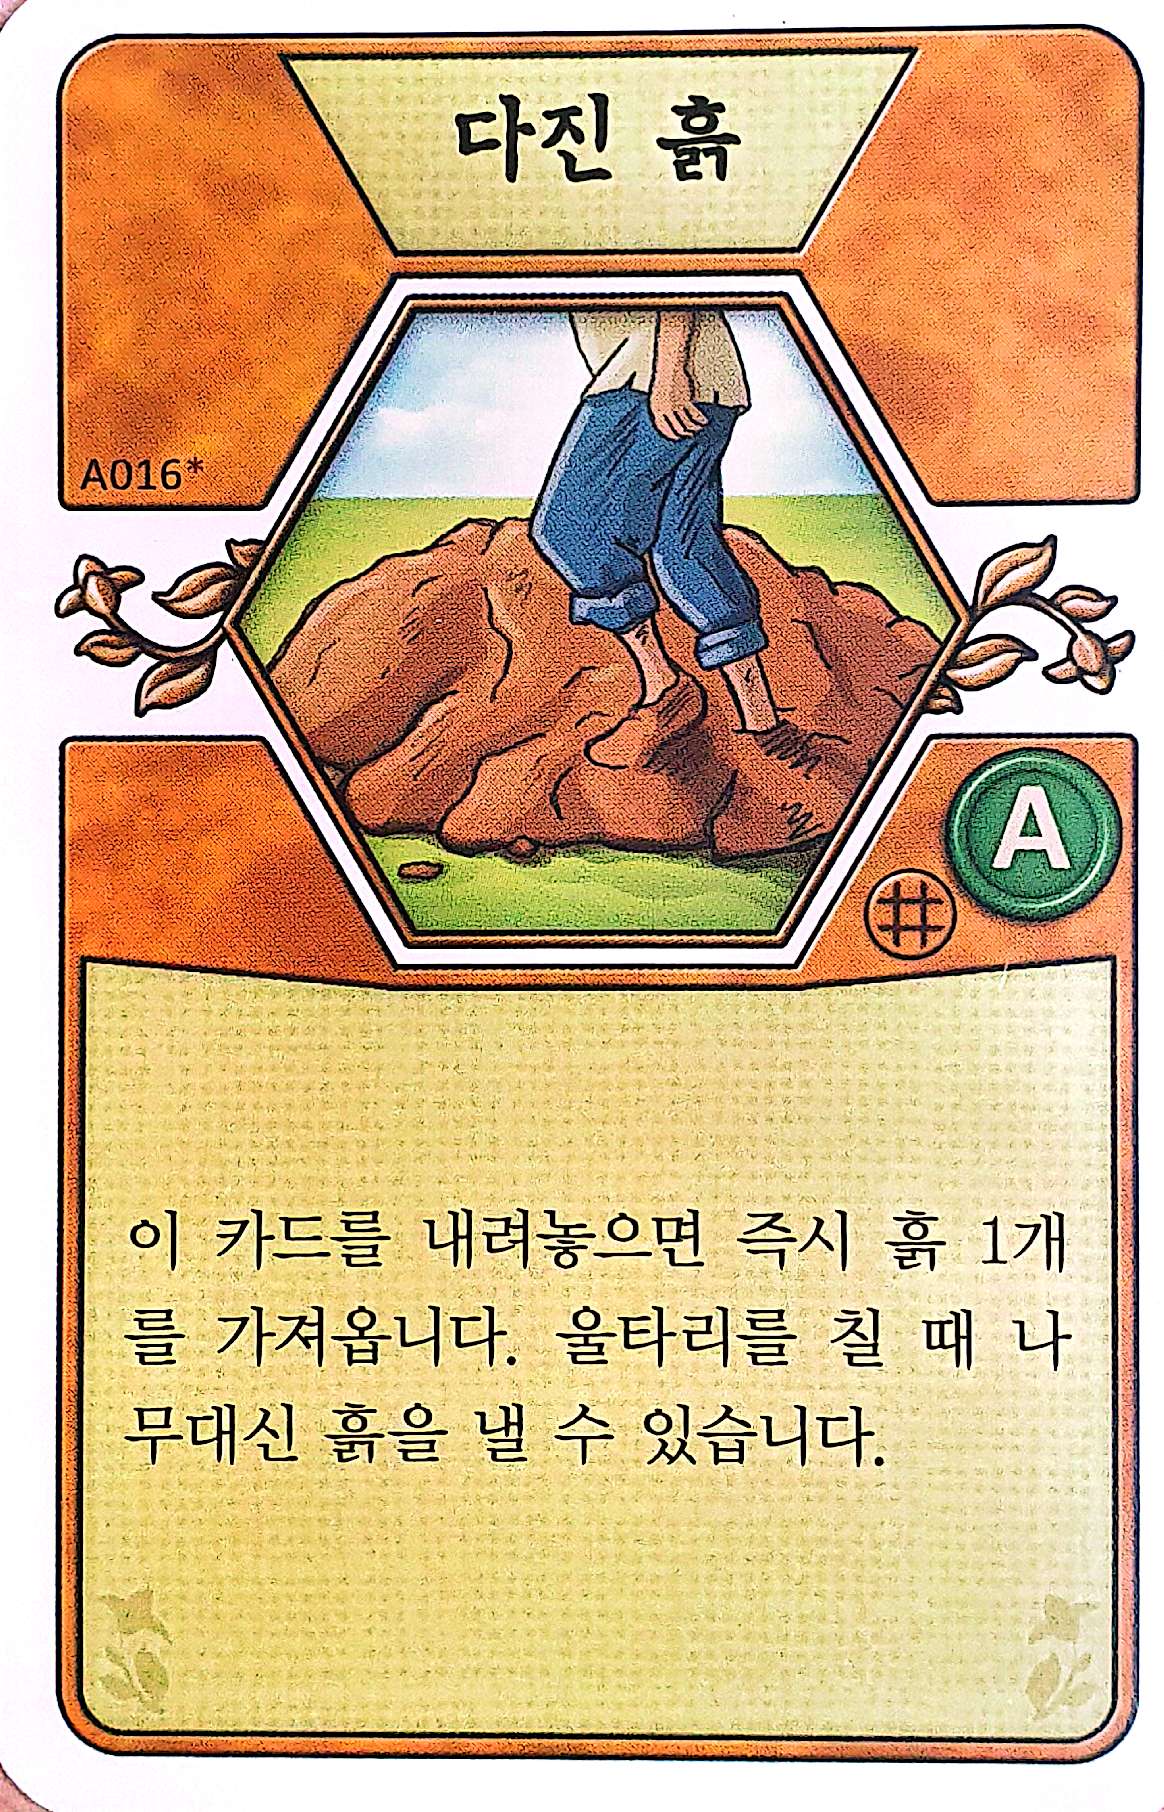 다진 흙
A016*
A
이 카드를 내려놓으면 즉시 흙 1개
를 가져옵니다. 울타리를 칠 때 나
무대신 흙을 낼 수 있습니다.